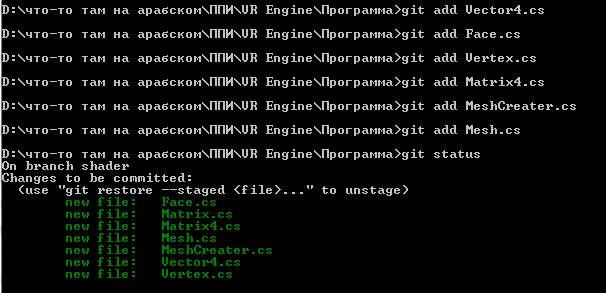 D:\что-то там на арабском\ППИ\VR Engine\Программа>git add Vector4.cs
D:\что-то там на арабском\ППИ\VR Engine\Программа>git add Face.cs
D:\что-то там на арабском\ППИ\VR Engine\Программа>git add Vertex.cs
D:\что-то там на арабском\ППИ\VR Engine\Программа>git add Matrix4.cs
D:\что-то там на арабском\ППИ\VR Engine\Программа>git add MeshCreater.cs
D:\что-то там на арабском\ППИ\VR Engine\Программа>git add Mesh.cs
D:\что-то там на арабском\ППИ\VR Engine\Программа>git status
On branch shader
Changes to be committed:
  (use "git restore --staged <file>..." to unstage)
        new file:   Face.cs
        new file:   Matrix.cs
        new file:   Matrix4.cs
        new file:   Mesh.cs
        new file:   MeshCreater.cs
        new file:   Vector4.cs
        new file:   Vertex.cs